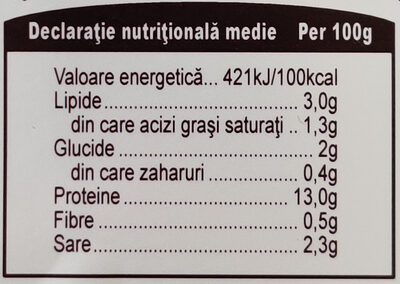 Declaraţie nutriţională medie Per 100g
Valoare energetică... 421kJ/100kcal
Lipide............................3,0g
din care acizi graşi saturaţi ..1,3g
Glucide.............................2g
din care zaharuri ................0,4g
Proteine.........................13,0g
Fibre.............................0,5g
Sare..............................2,3g